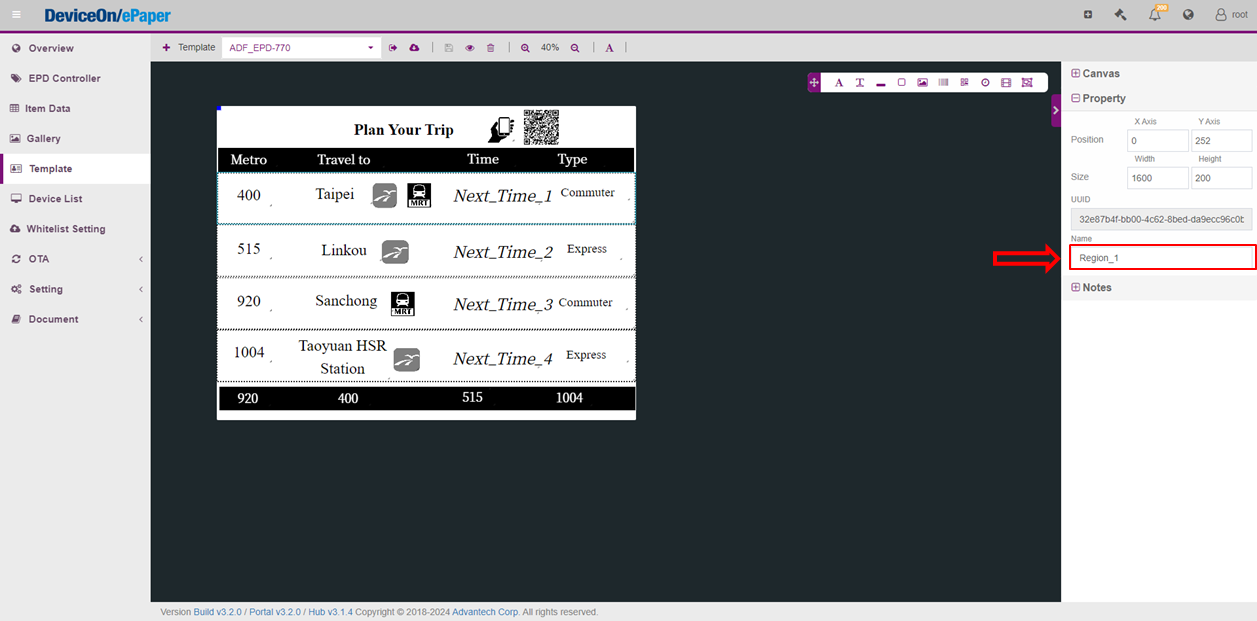 DeviceOn/ePaper
200
root
Overview
EPD Controller
Item Data
Gallery
Template
Device List
Whitelist Setting
OTA
Setting
Document
Template ADF_EPD-770 40% A
A T
Plan Your Trip
Metro Travel to Time Type
400 Taipei MRT Next_Time_1 Commuter
515 Linkou Next_Time_2 Express
920 Sanchong MRT Next_Time_3 Commuter
1004 Taoyuan HSR Station Next_Time_4 Express
920 400 515 1004
Canvas
Property
X Axis Y Axis
Position 0 252
Width Height
Size 1600 200
UUID
32e87b4f-bb00-4c62-8bed-da9ecc96c0b
Name
Region_1
Notes
Version Build v3.2.0 / Portal v3.2.0 / Hub v3.1.4 Copyright © 2018-2024 Advantech Corp. All rights reserved.